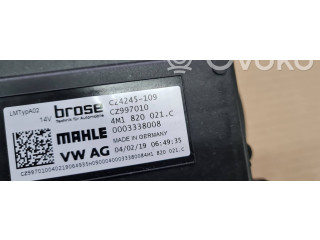 ovoko
LMTypA02
14V
brose
Technik für Automobile
C24245-109
CZ997010
4M1 820 021.C
MAHLE
0003338008
MADE IN GERMANY
VW AG
04/02/19 06:49:35